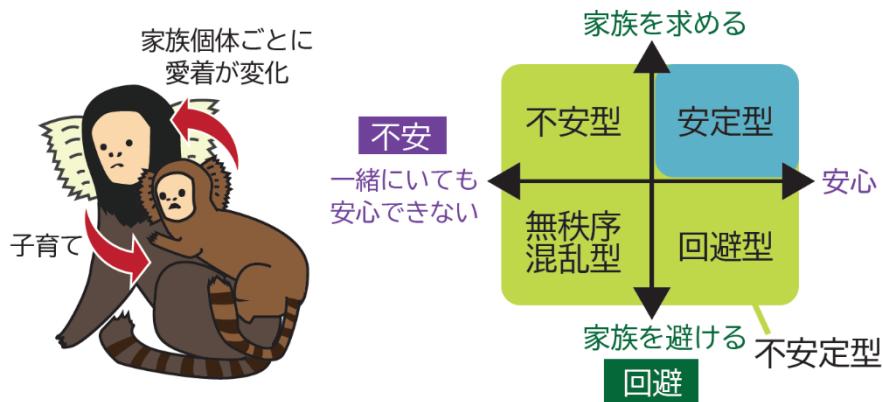 家族個体ごとに
愛着が変化
子育て
家族を求める
不安型
安定型
不安
一緒にいても
安心できない
安心
無秩序
混乱型
回避型
家族を避ける
不安定型
回避